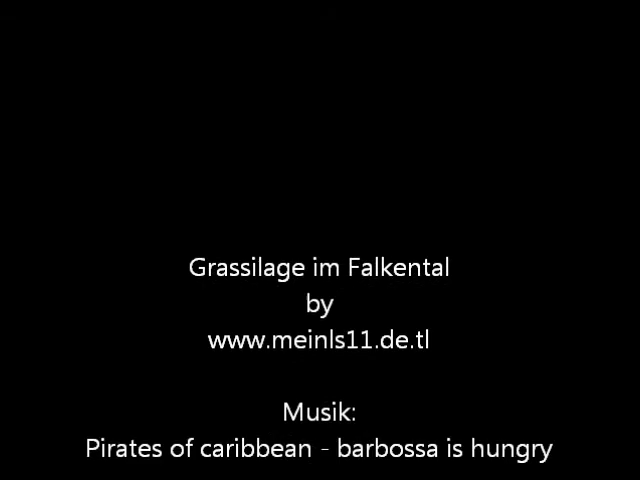 Grassilage im Falkental
by
www.meinls11.de.tl
Musik:
Pirates of caribbean - barbossa is hungry